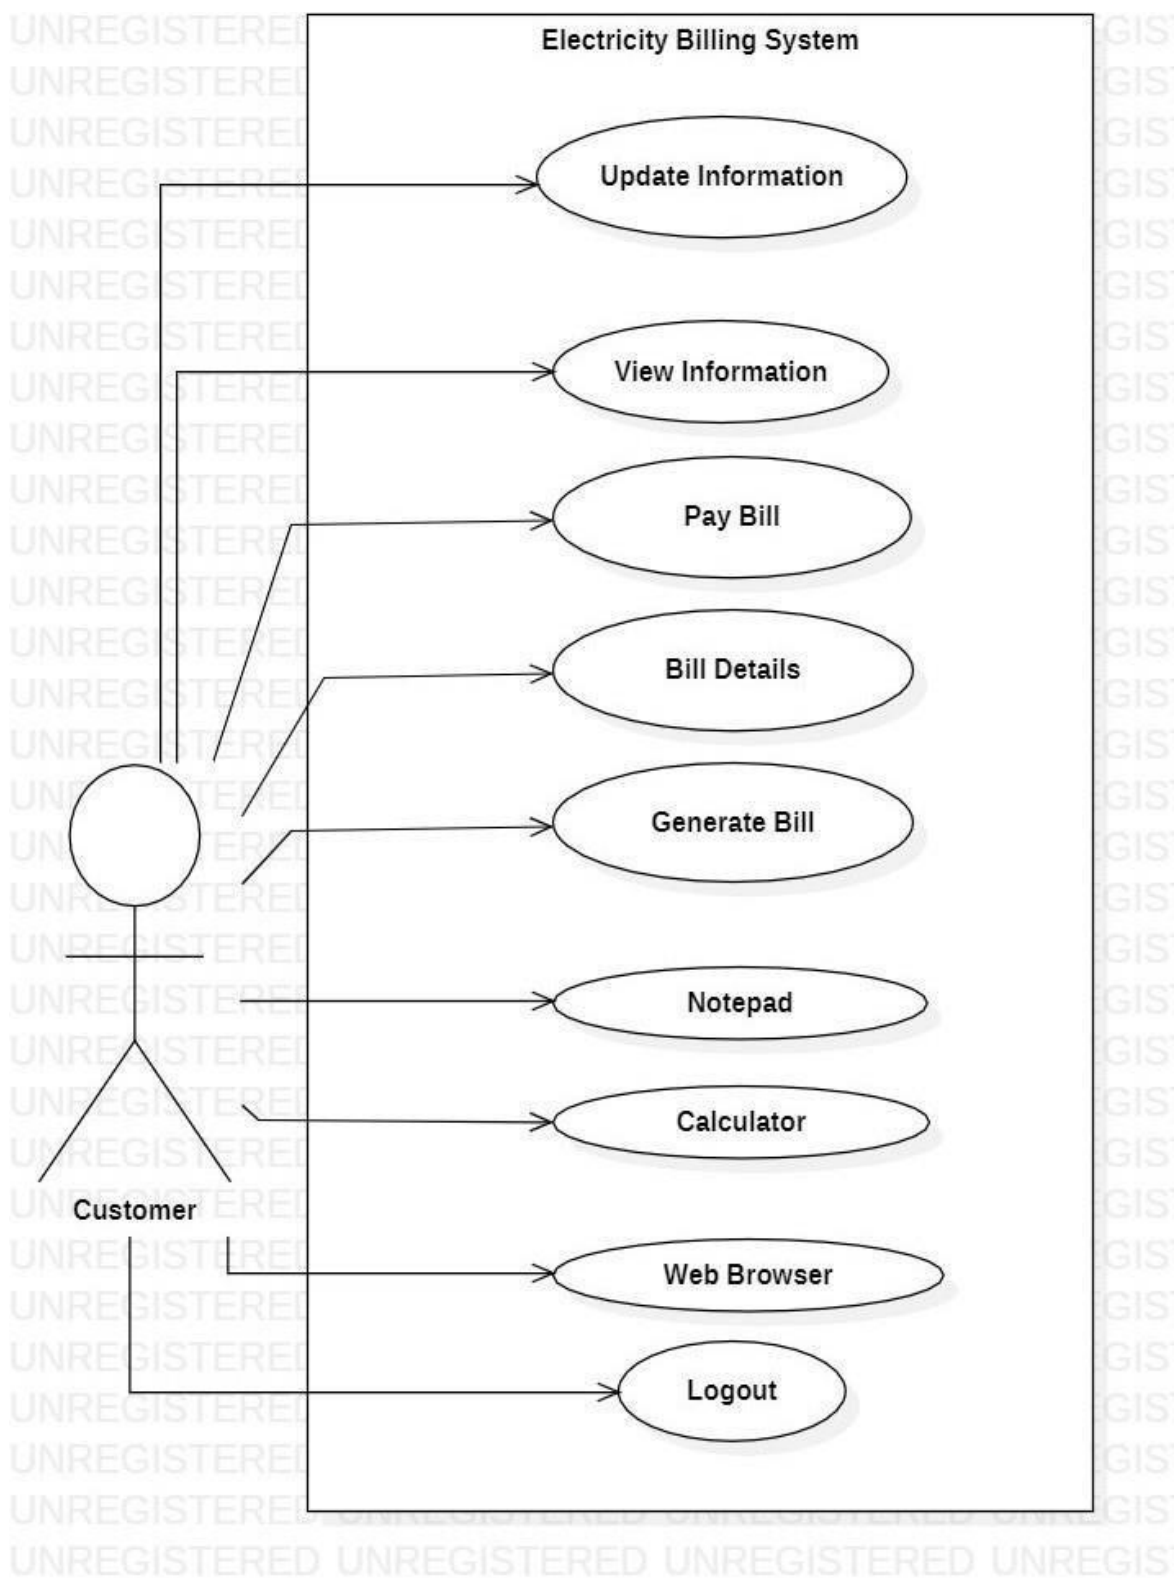 Electricity Billing System
Update Information
View Information
Pay Bill
Bill Details
Generate Bill
Notepad
Calculator
Customer
Web Browser
Logout
UNREGISTERED UNREGISTERED UNREGISTERED UNREGIS